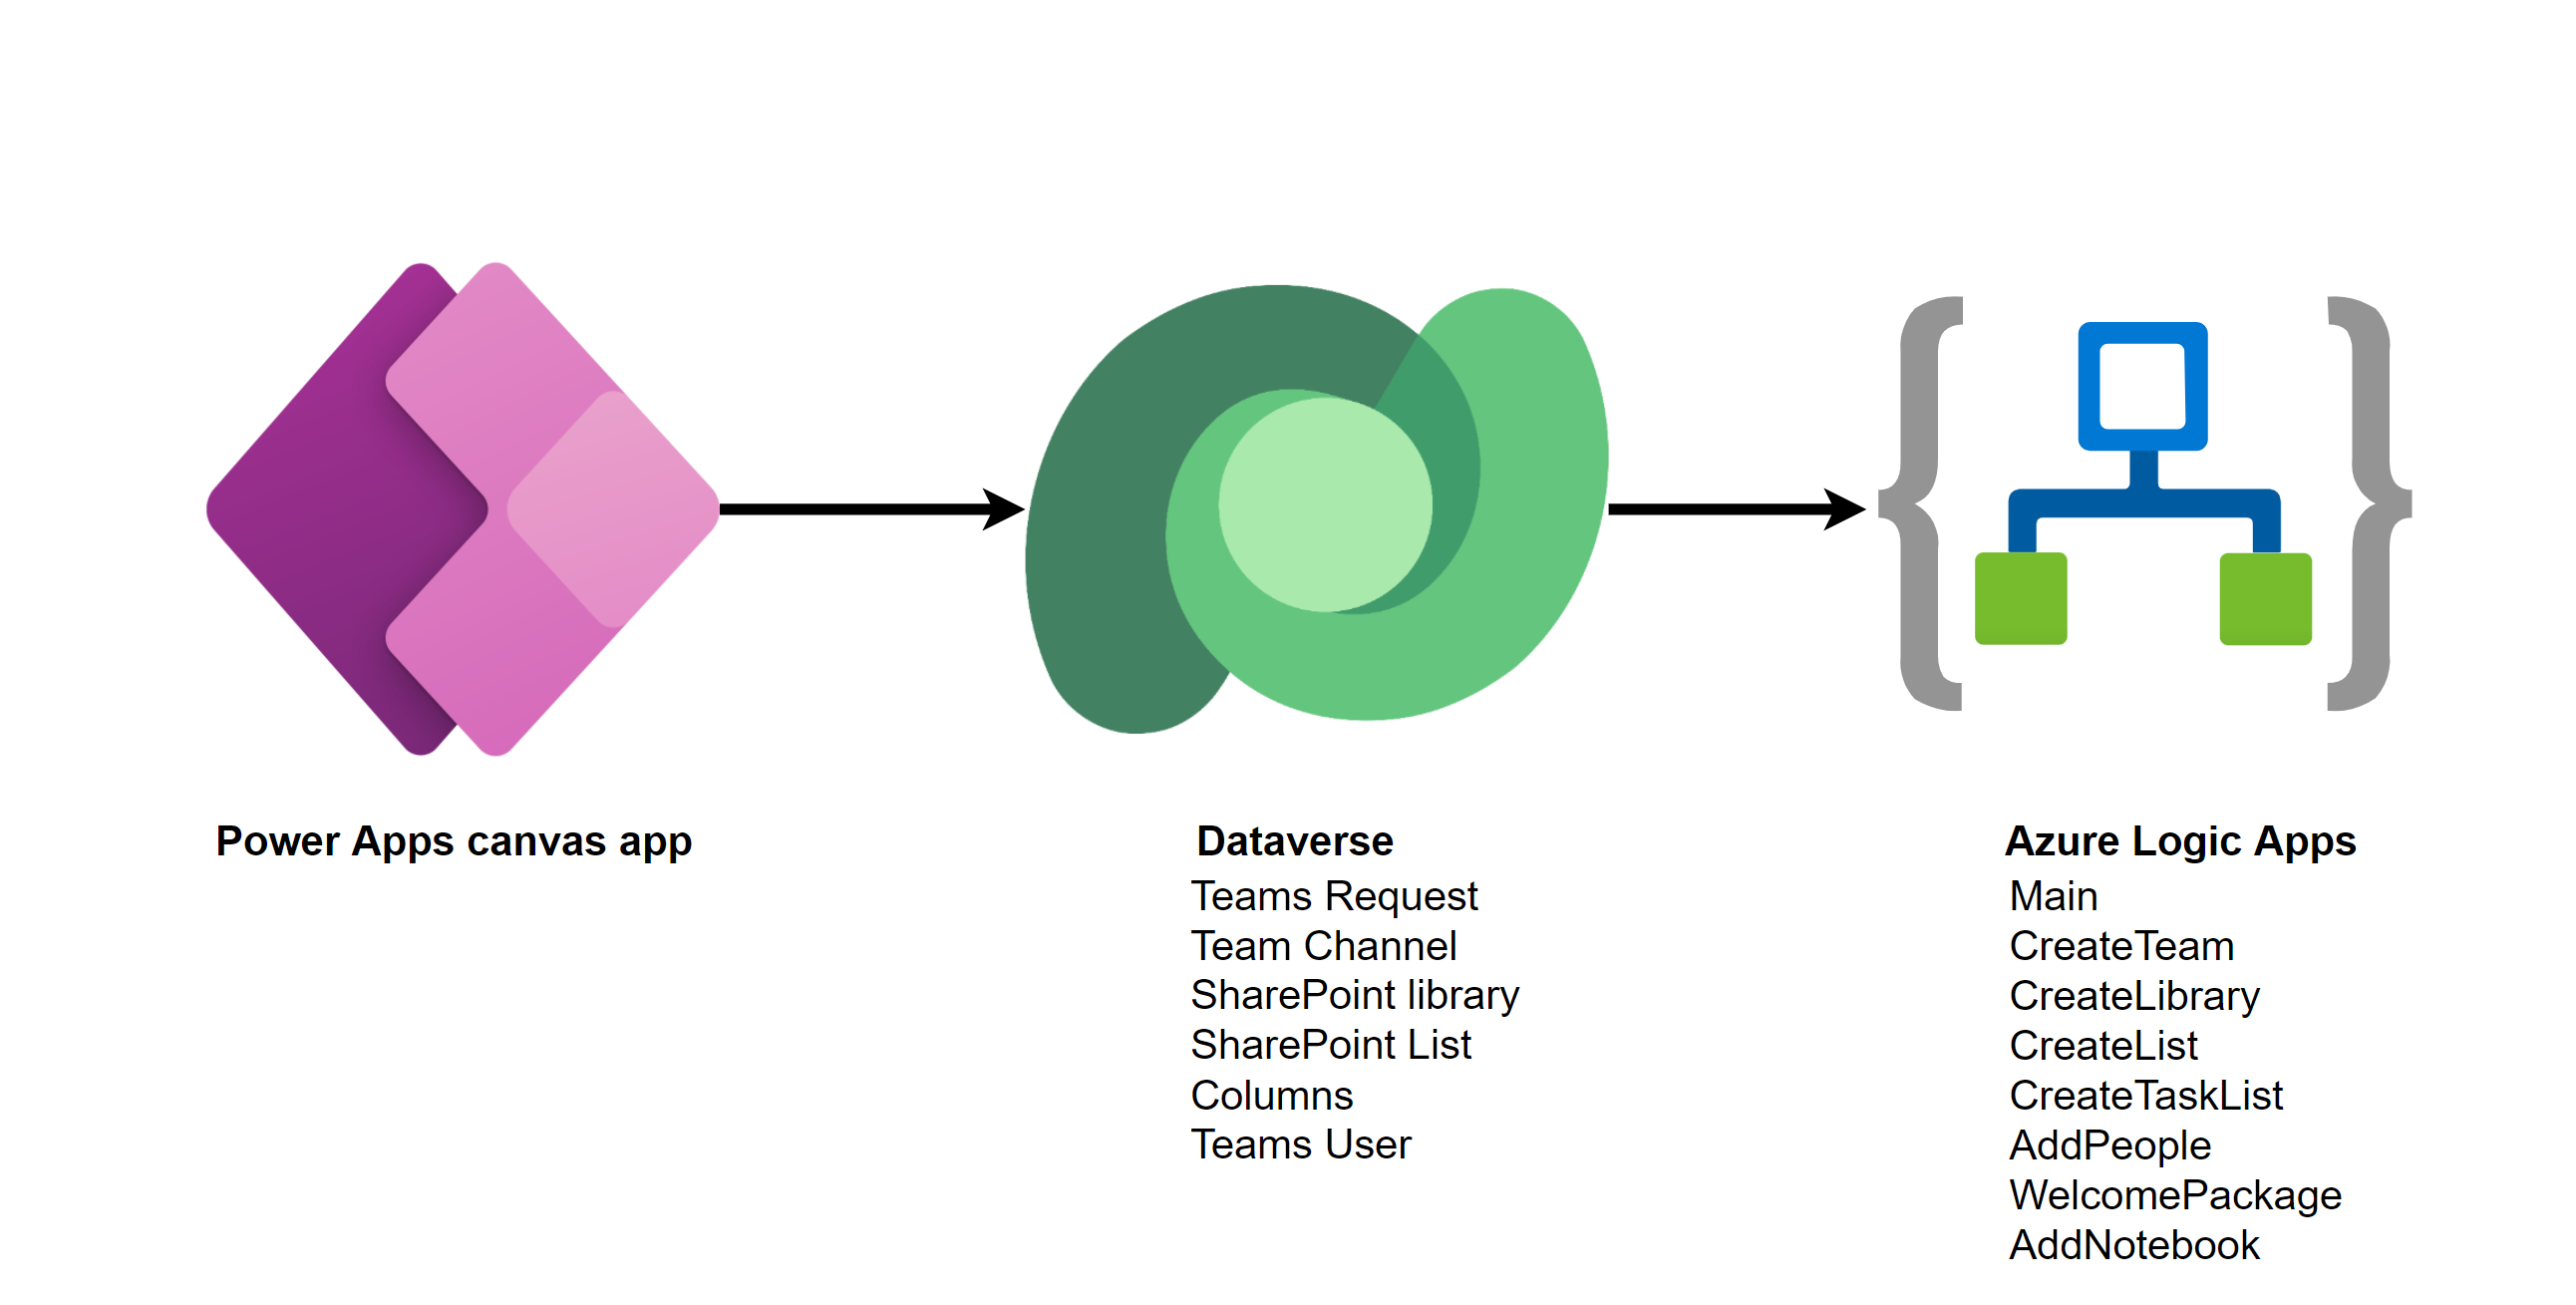 Power Apps canvas app
Dataverse
Teams Request
Team Channel
SharePoint library
SharePoint List
Columns
Teams User
Azure Logic Apps
Main
CreateTeam
CreateLibrary
CreateList
CreateTaskList
AddPeople
WelcomePackage
AddNotebook